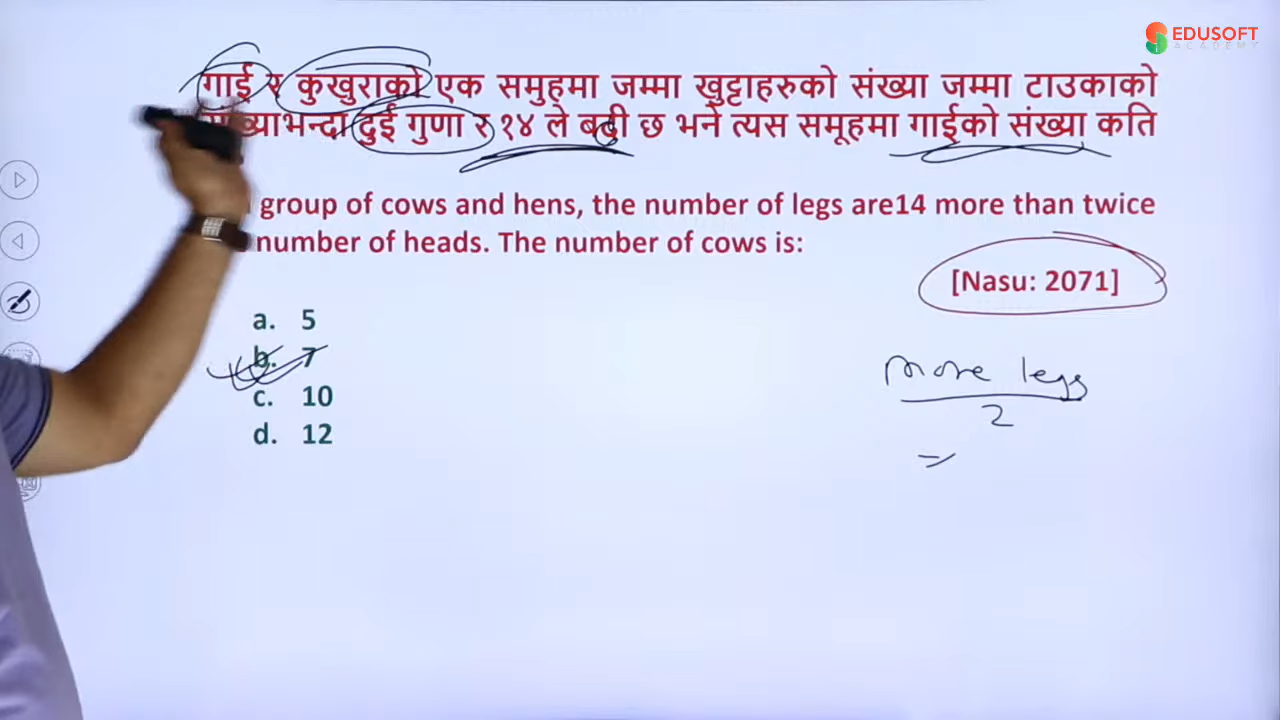 EDUSOFT
ACADEMY
गाई र कुखुराको एक समुहमा जम्मा खुट्टाहरुको संख्या जम्मा टाउकाको
दुई गुणा र १४ ले बढी छ भने त्यस समूहमा गाईको संख्या कति
group of cows and hens, the number of legs are14 more than twice
number of heads. The number of cows is:
[Nasu: 2071]
a. 5
b. 7
c. 10
d. 12
more legs
2
=